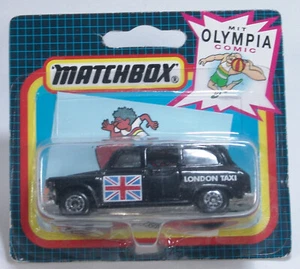 MIT
OLYMPIA
COMIC
MATCHBOX
®
LONDON TAXI